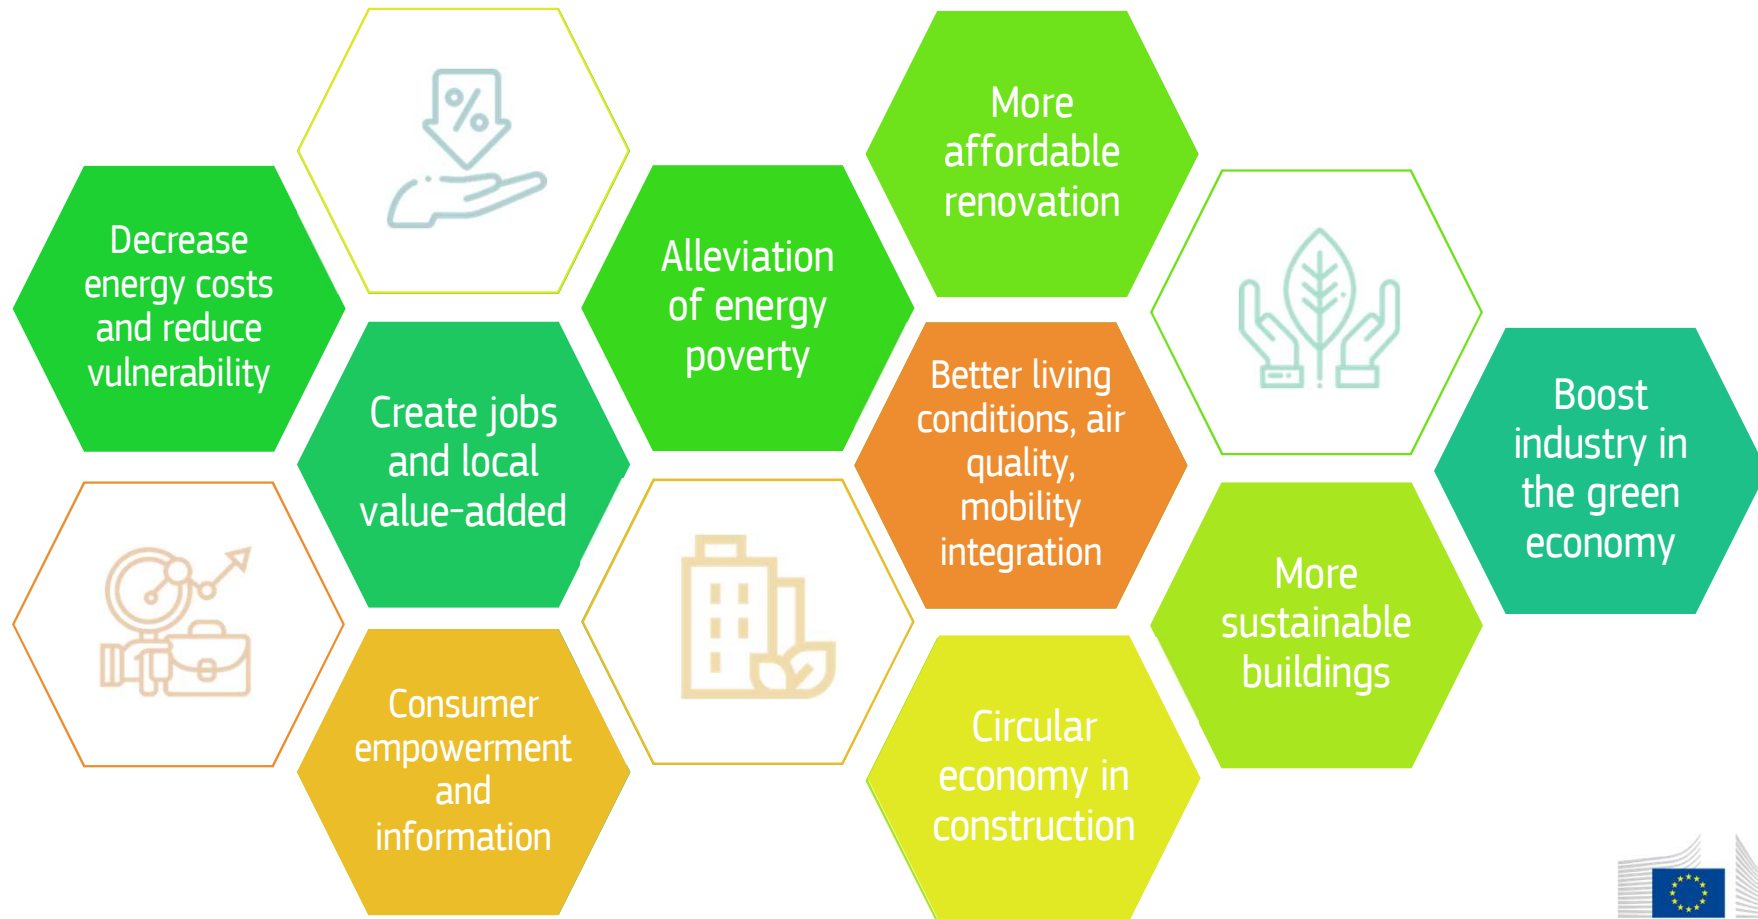 Decrease
energy costs
and reduce
vulnerability
%
Create jobs
and local
value-added
Consumer
empowerment
and
information
Alleviation
of energy
poverty
More
affordable
renovation
Better living
conditions, air
quality,
mobility
integration
Circular
economy in
construction
More
sustainable
buildings
Boost
industry in
the green
economy